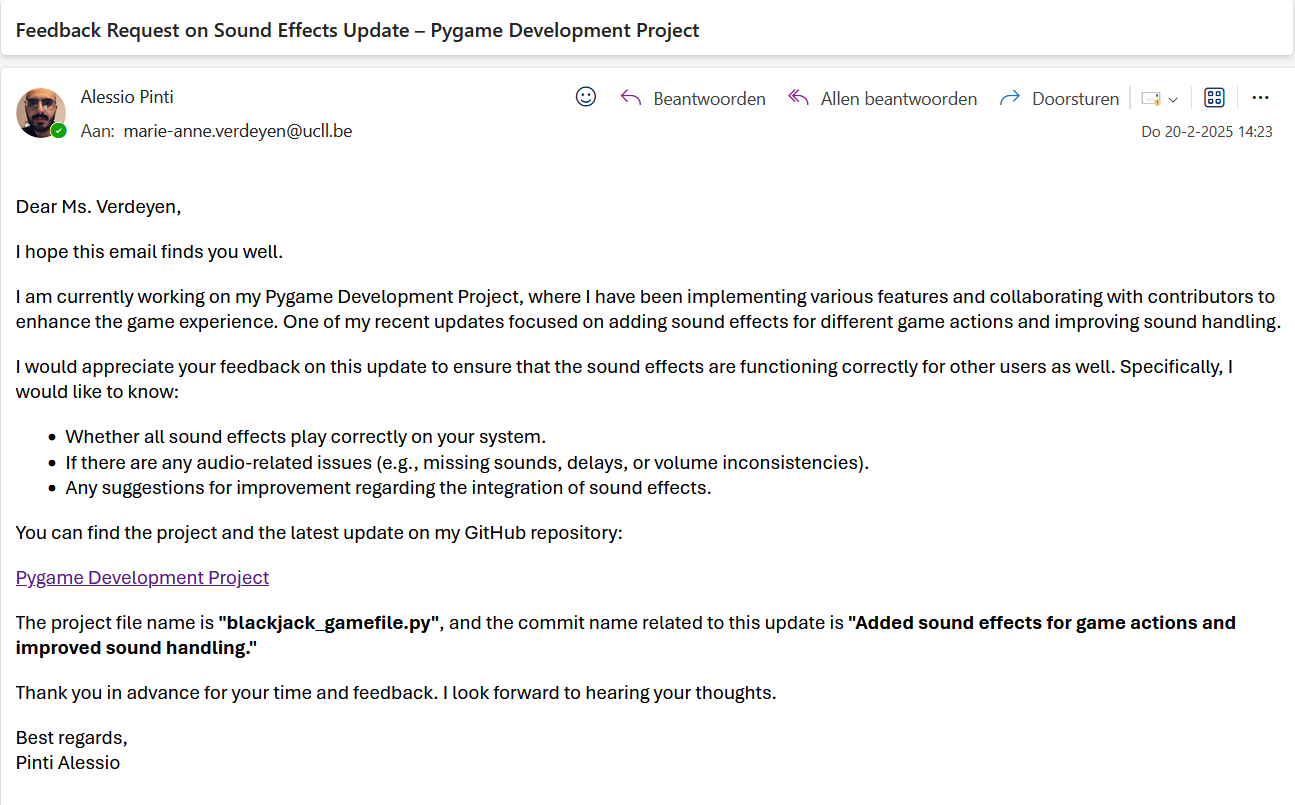 Feedback Request on Sound Effects Update – Pygame Development Project
Alessio Pinti
Beantwoorden
Allen beantwoorden
Doorsturen
Aan: marie-anne.verdeyen@ucll.be
Do 20-2-2025 14:23
Dear Ms. Verdeyen,
I hope this email finds you well.
I am currently working on my Pygame Development Project, where I have been implementing various features and collaborating with contributors to
enhance the game experience. One of my recent updates focused on adding sound effects for different game actions and improving sound handling.
I would appreciate your feedback on this update to ensure that the sound effects are functioning correctly for other users as well. Specifically, I
would like to know:
• Whether all sound effects play correctly on your system.
• If there are any audio-related issues (e.g., missing sounds, delays, or volume inconsistencies).
• Any suggestions for improvement regarding the integration of sound effects.
You can find the project and the latest update on my GitHub repository:
Pygame Development Project
The project file name is "blackjack_gamefile.py", and the commit name related to this update is "Added sound effects for game actions and
improved sound handling."
Thank you in advance for your time and feedback. I look forward to hearing your thoughts.
Best regards,
Pinti Alessio